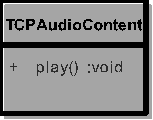 TCPAudioContent
+ play() :void